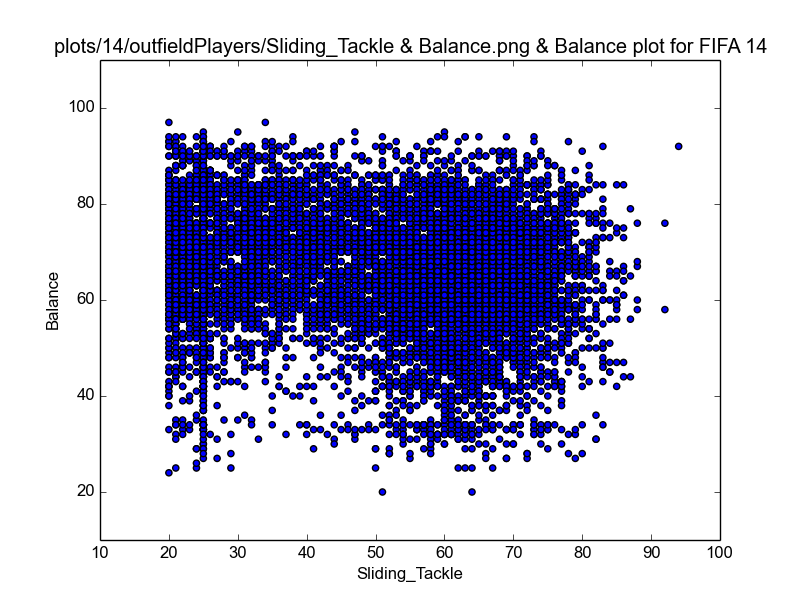 plots/14/outfieldPlayers/Sliding_Tackle & Balance.png & Balance plot for FIFA 14
100
80
Balance
60
40
20
10 20 30 40 50 60 70 80 90 100
Sliding_Tackle